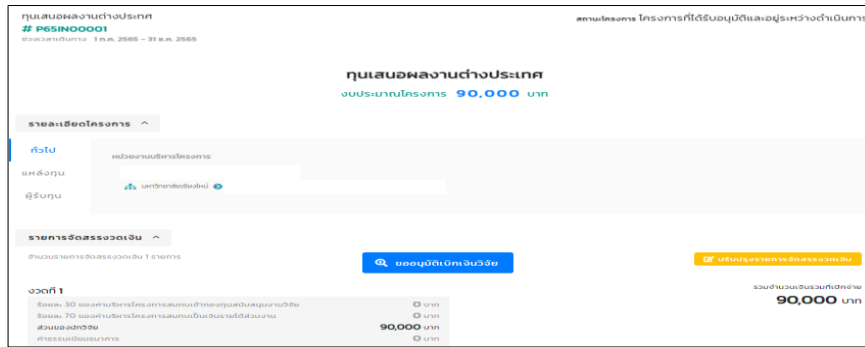 ทุนเสนอผลงานต่างประเทศ
สถานะโครงการ โครงการที่ได้รับอนุมัติและอยู่ระหว่างดำเนินการ
# P65IN00001
ช่วงเวลาเดินทาง 1 ก.ค. 2565 - 31 ธ.ค. 2565
ทุนเสนอผลงานต่างประเทศ
งบประมาณโครงการ 90,000 บาท
รายละเอียดโครงการ
ทั่วไป
หน่วยงานบริหารโครงการ
แหล่งทุน
มหาวิทยาลัยเชียงใหม่
ผู้รับทุน
รายการจัดสรรงวดเงิน
จำนวนรายการจัดสรรงวดเงิน 1 รายการ
ขออนุมัติเบิกเงินวิจัย
ปรับปรุงรายการจัดสรรงวดเงิน
งวดที่ 1
รวมจำนวนเงินรวมที่เบิกจ่าย
90,000 บาท
ร้อยละ 30 ของค่าบริหารโครงการสมทบเข้ากองทุนสนับสนุนงานวิจัย 0 บาท
ร้อยละ 70 ของค่าบริหารโครงการสมทบเป็นเงินรายได้ส่วนงาน 0 บาท
ส่วนของนักวิจัย 90,000 บาท
ค่าธรรมเนียมธนาคาร 0 บาท